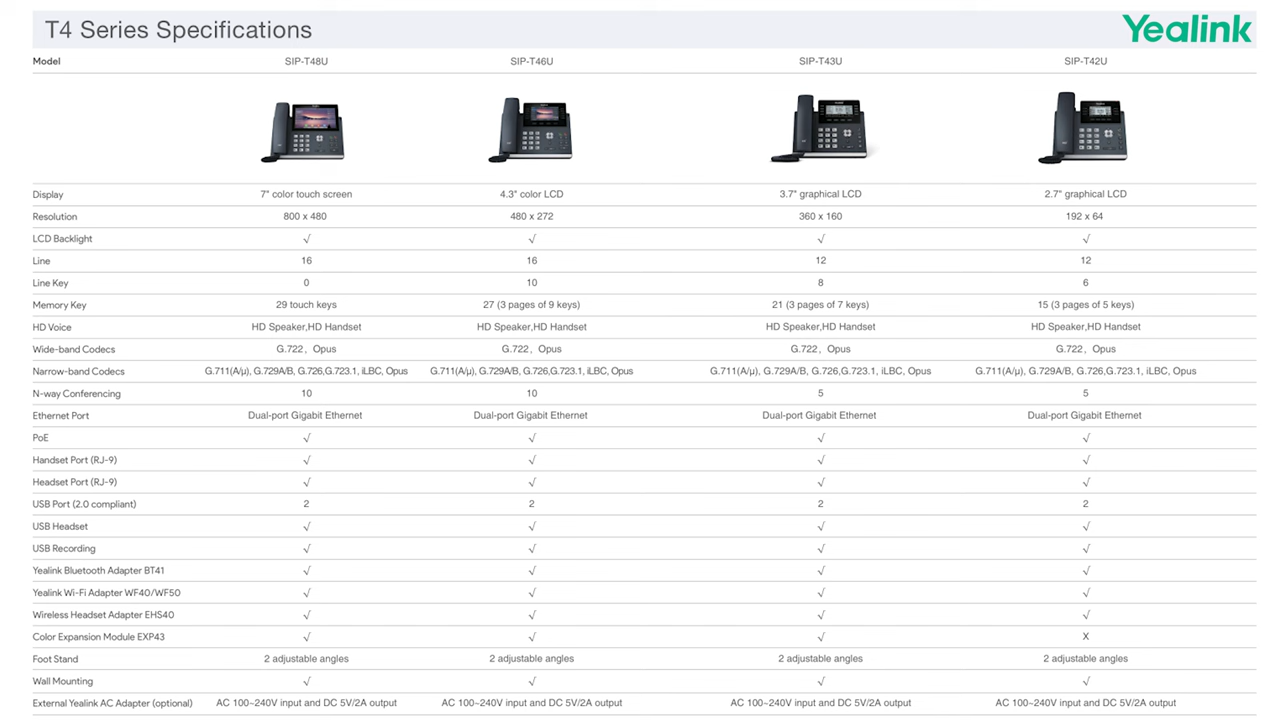 T4 Series Specifications
Yealink
Model SIP-T48U SIP-T46U SIP-T43U SIP-T42U
Display 7" color touch screen 4.3" color LCD 3.7" graphical LCD 2.7" graphical LCD
Resolution 800 x 480 480 x 272 360 x 160 192 x 64
LCD Backlight √ √ √ √
Line 16 16 12 12
Line Key 0 10 8 6
Memory Key 29 touch keys 27 (3 pages of 9 keys) 21 (3 pages of 7 keys) 15 (3 pages of 5 keys)
HD Voice HD Speaker,HD Handset HD Speaker,HD Handset HD Speaker,HD Handset HD Speaker,HD Handset
Wide-band Codecs G.722，Opus G.722，Opus G.722，Opus G.722，Opus
Narrow-band Codecs G.711(A/μ), G.729A/B, G.726,G.723.1, iLBC, Opus G.711(A/μ), G.729A/B, G.726,G.723.1, iLBC, Opus G.711(A/μ), G.729A/B, G.726,G.723.1, iLBC, Opus G.711(A/μ), G.729A/B, G.726,G.723.1, iLBC, Opus
N-way Conferencing 10 10 5 5
Ethernet Port Dual-port Gigabit Ethernet Dual-port Gigabit Ethernet Dual-port Gigabit Ethernet Dual-port Gigabit Ethernet
PoE √ √ √ √
Handset Port (RJ-9) √ √ √ √
Headset Port (RJ-9) √ √ √ √
USB Port (2.0 compliant) 2 2 2 2
USB Headset √ √ √ √
USB Recording √ √ √ √
Yealink Bluetooth Adapter BT41 √ √ √ √
Yealink Wi-Fi Adapter WF40/WF50 √ √ √ √
Wireless Headset Adapter EHS40 √ √ √ √
Color Expansion Module EXP43 √ √ √ X
Foot Stand 2 adjustable angles 2 adjustable angles 2 adjustable angles 2 adjustable angles
Wall Mounting √ √ √ √
External Yealink AC Adapter (optional) AC 100~240V input and DC 5V/2A output AC 100~240V input and DC 5V/2A output AC 100~240V input and DC 5V/2A output AC 100~240V input and DC 5V/2A output